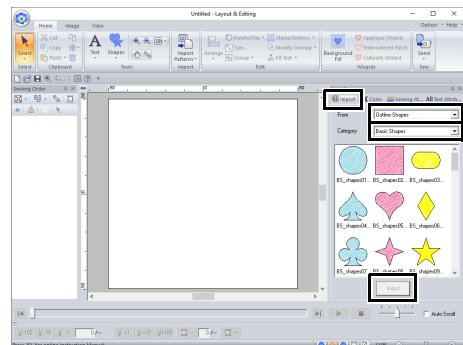 Untitled - Layout & Editing
Home Image View
Option Help
Select
Cut
Copy
Text
Shapes
Import Patterns
Arrange
Rotate/Flip
Size...
Group
Stamp/Emboss
Modify Overlap
Fit Text
Background Fill
Applique Wizard
Embroidered Patch
Cutwork Wizard
Send
Select Clipboard Tools Import Edit Wizards Sew
Sewing Order
Import Color Sewing At... AB Text Attrib...
From Outline Shapes
Category Basic Shapes
BS_shapes01... BS_shapes02... BS_shapes03...
BS_shapes04... BS_shapes05... BS_shapes06...
BS_shapes07... BS_shapes08... BS_shapes09...
Import
Auto Scroll